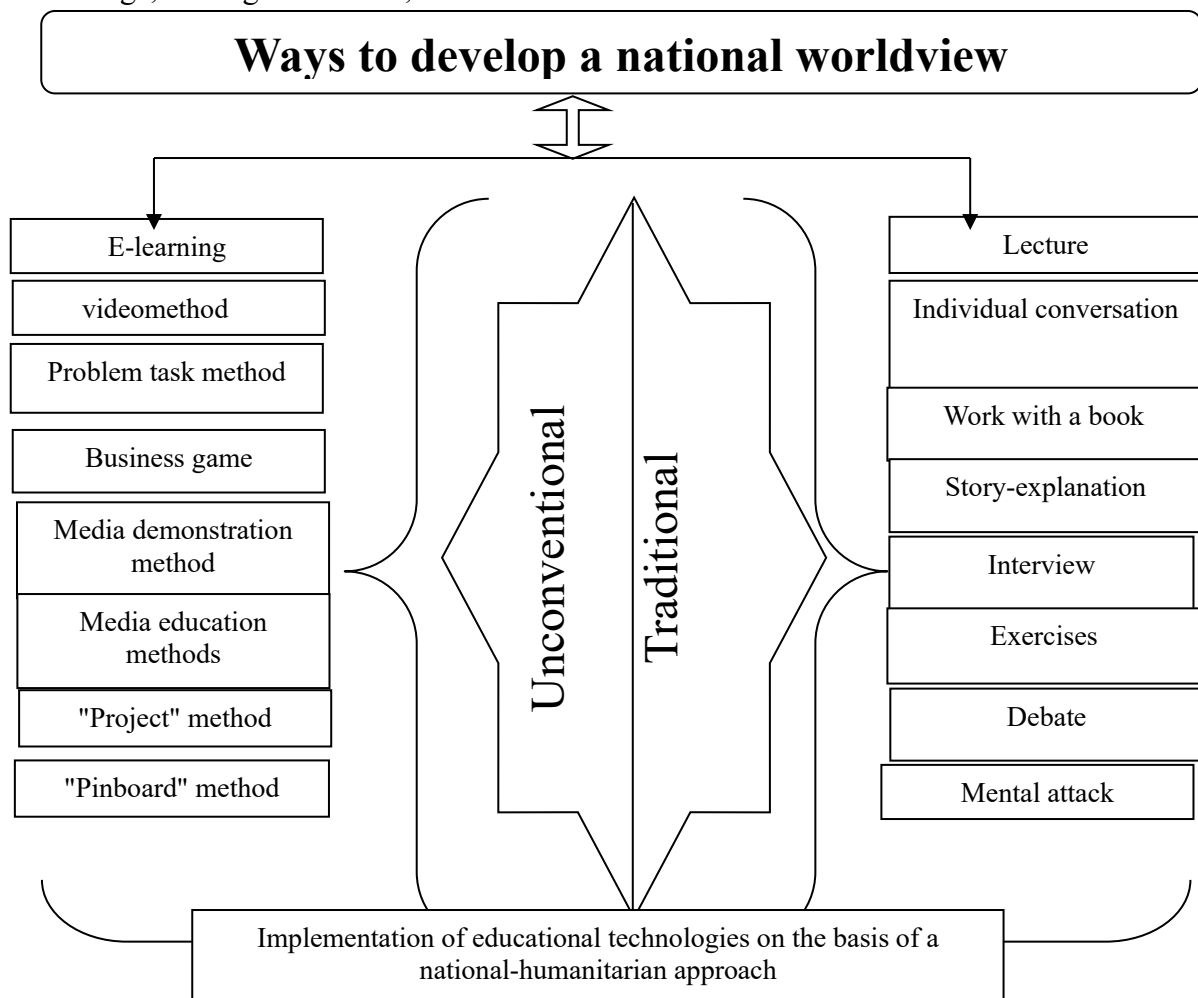 Ways to develop a national worldview
E-learning
videomethod
Problem task method
Business game
Media demonstration
method
Media education
methods
"Project" method
"Pinboard" method
Unconventional
Traditional
Lecture
Individual conversation
Work with a book
Story-explanation
Interview
Exercises
Debate
Mental attack
Implementation of educational technologies on the basis of a
national-humanitarian approach